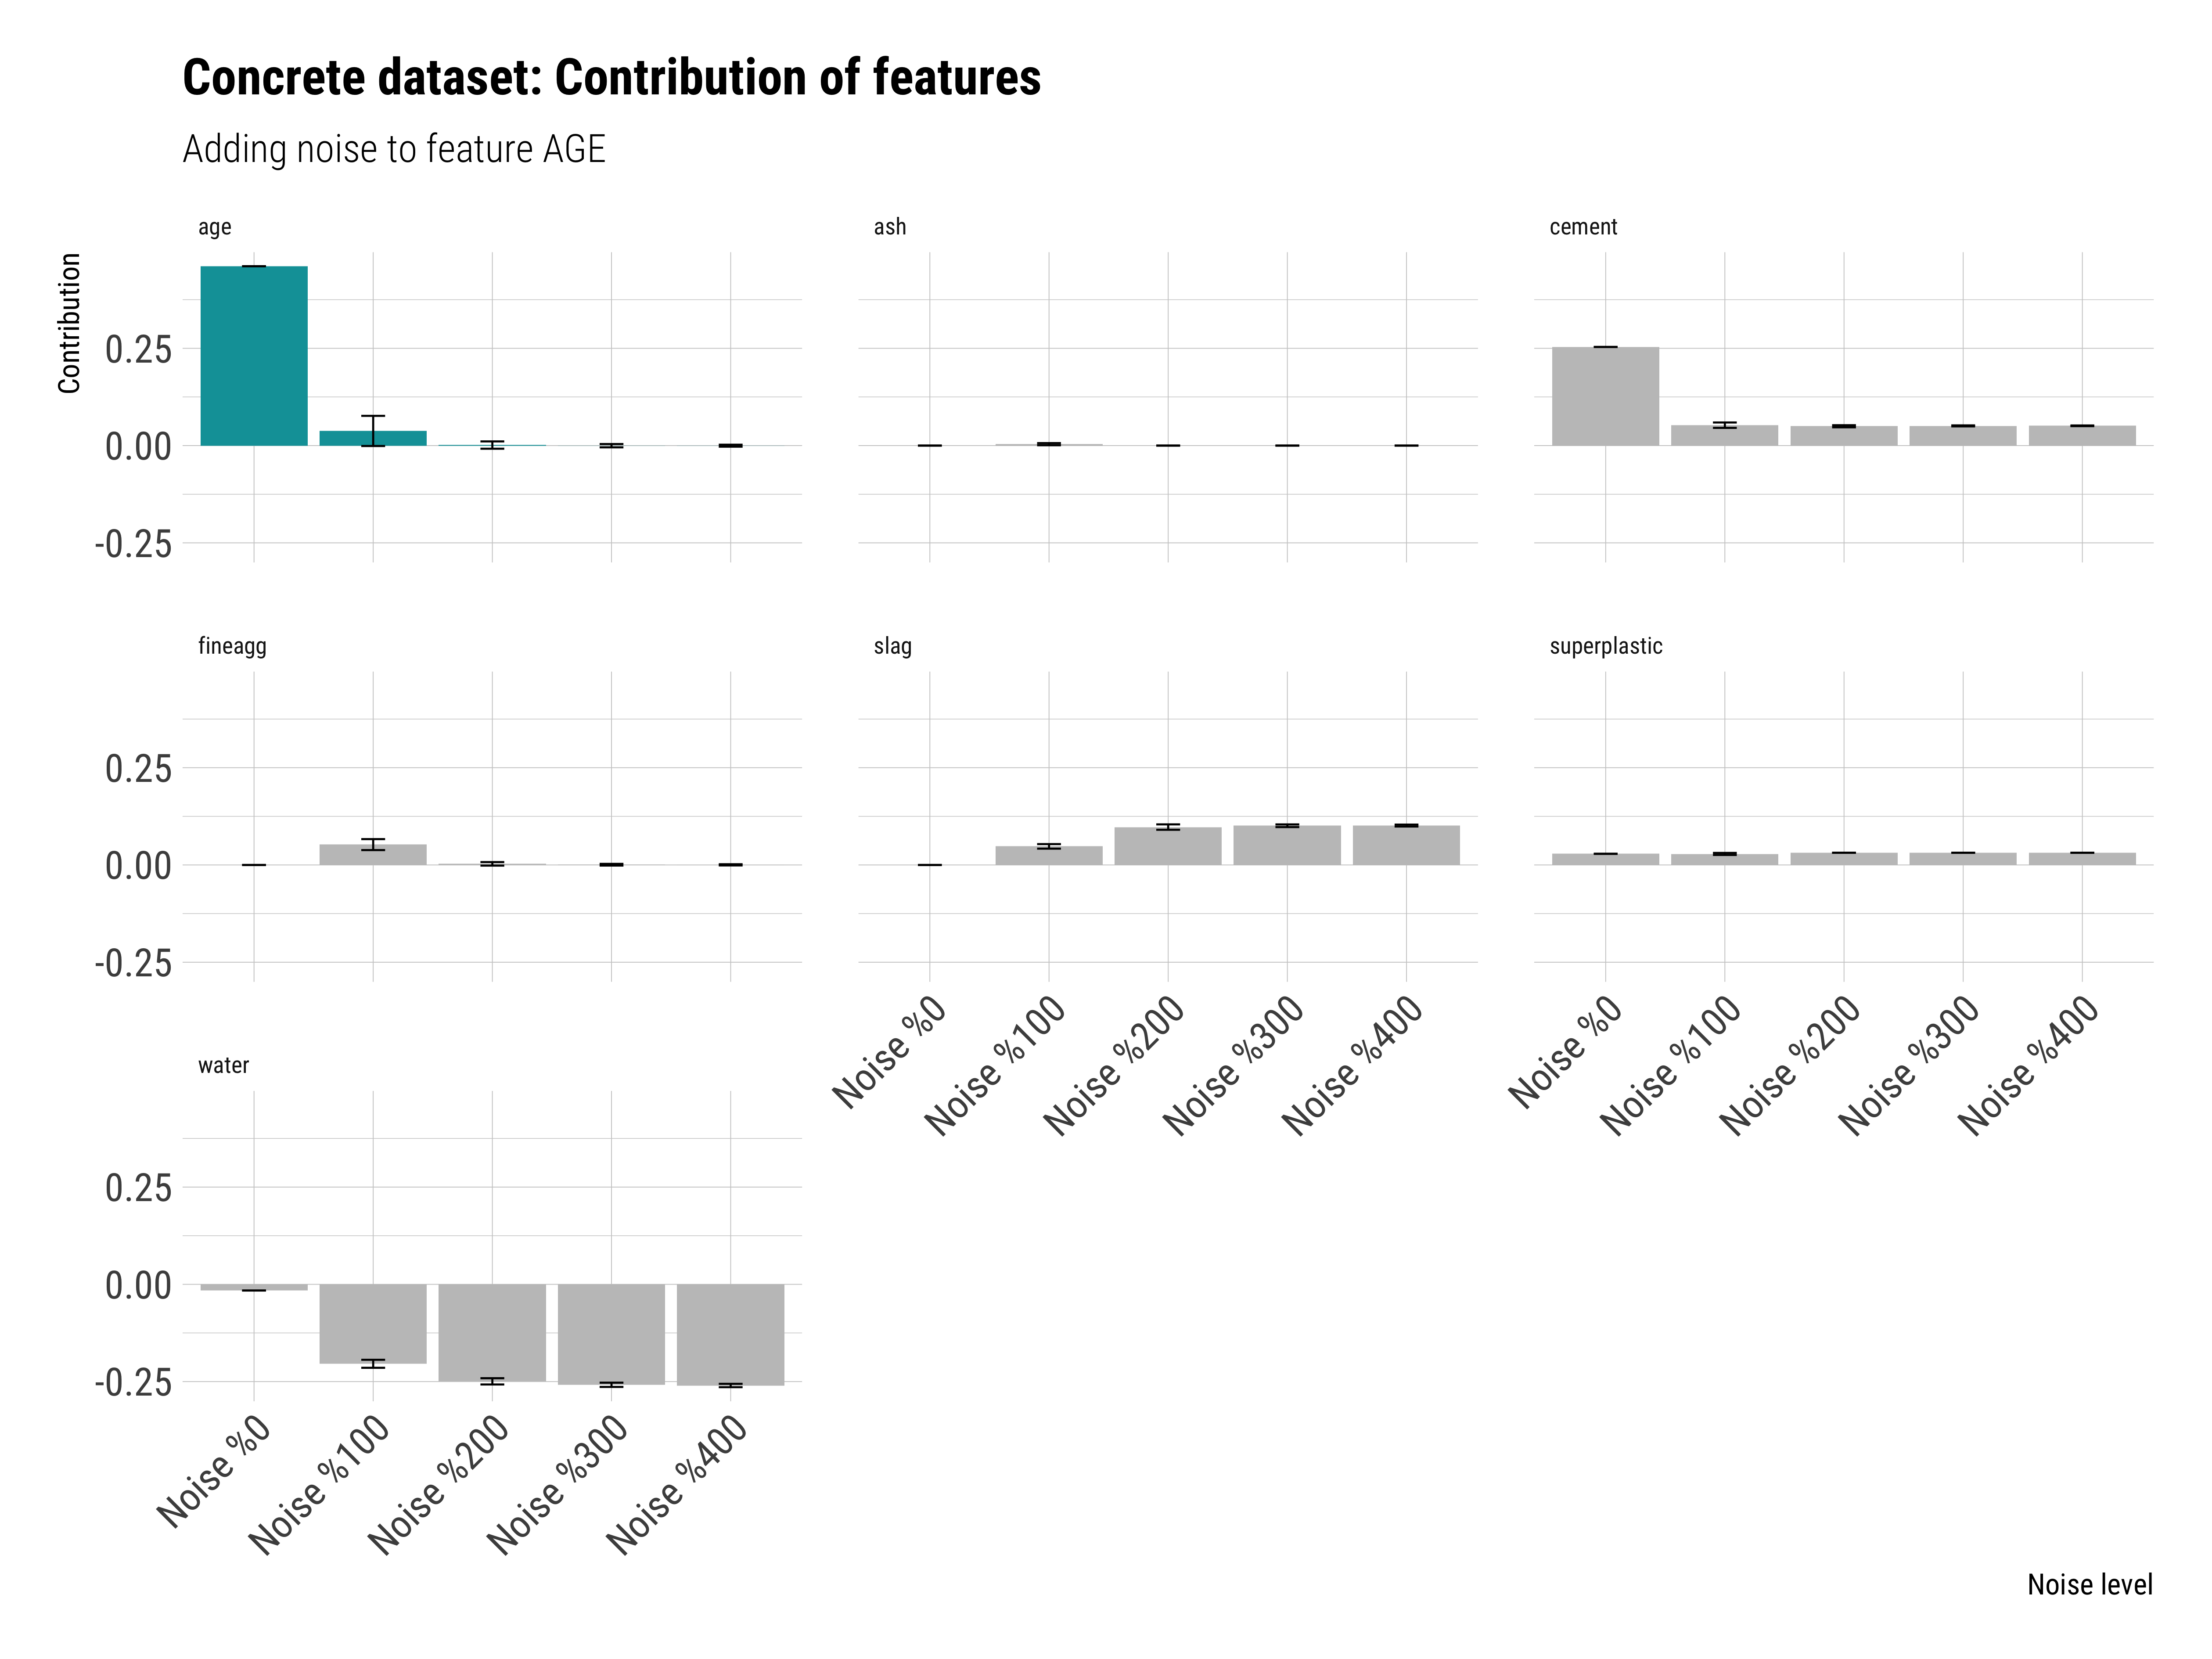 Concrete dataset: Contribution of features
Adding noise to feature AGE
age
ash
cement
Contribution
0.25
0.00
-0.25
fineagg
slag
superplastic
0.25
0.00
-0.25
Noise %0
Noise %100
Noise %200
Noise %300
Noise %400
Noise %0
Noise %100
Noise %200
Noise %300
Noise %400
water
0.25
0.00
-0.25
Noise %0
Noise %100
Noise %200
Noise %300
Noise %400
Noise level